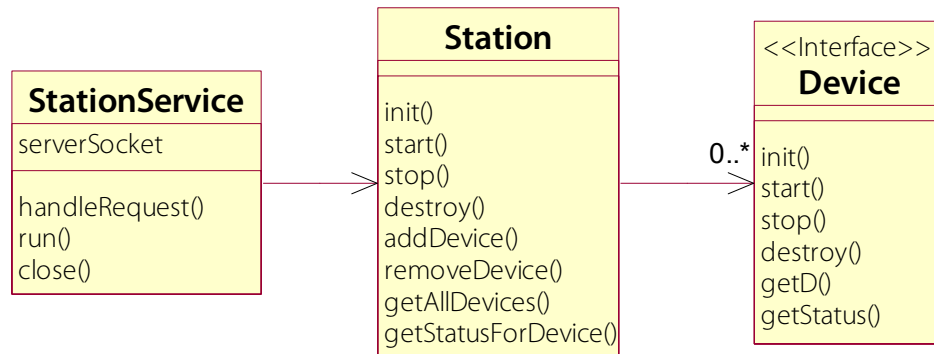 StationService
serverSocket
handleRequest()
run()
close()
Station
init()
start()
stop()
destroy()
addDevice()
removeDevice()
getAllDevices()
getStatusForDevice()
0..*
<<Interface>>
Device
init()
start()
stop()
destroy()
getD()
getStatus()